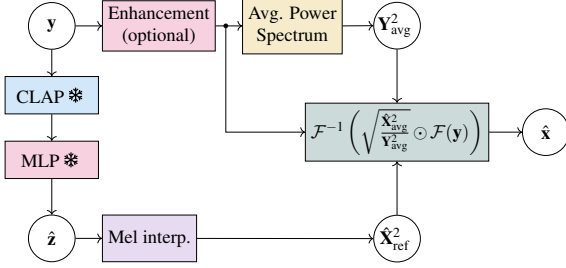 y
Enhancement
(optional)
Avg. Power
Spectrum
Y²avg
CLAP ❄
F⁻¹ ( √(X̂²avg / Y²avg) ⊙ F(y) )
x̂
MLP ❄
ẑ
Mel interp.
X̂²ref